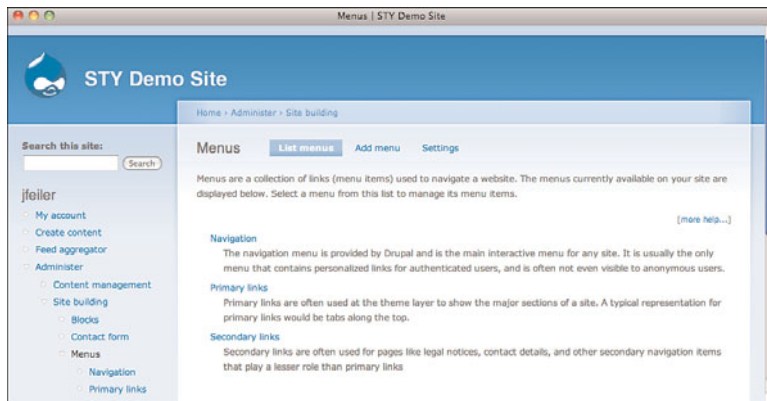 Menus | STY Demo Site
STY Demo Site
Home › Administer › Site building
Search this site:
Search
jfeiler
My account
Create content
Feed aggregator
Administer
Content management
Site building
Blocks
Contact form
Menus
Navigation
Primary links
Menus
List menus
Add menu
Settings
Menus are a collection of links (menu items) used to navigate a website. The menus currently available on your site are
displayed below. Select a menu from this list to manage its menu items.
[more help...]
Navigation
The navigation menu is provided by Drupal and is the main interactive menu for any site. It is usually the only
menu that contains personalized links for authenticated users, and is often not even visible to anonymous users.
Primary links
Primary links are often used at the theme layer to show the major sections of a site. A typical representation for
primary links would be tabs along the top.
Secondary links
Secondary links are often used for pages like legal notices, contact details, and other secondary navigation items
that play a lesser role than primary links